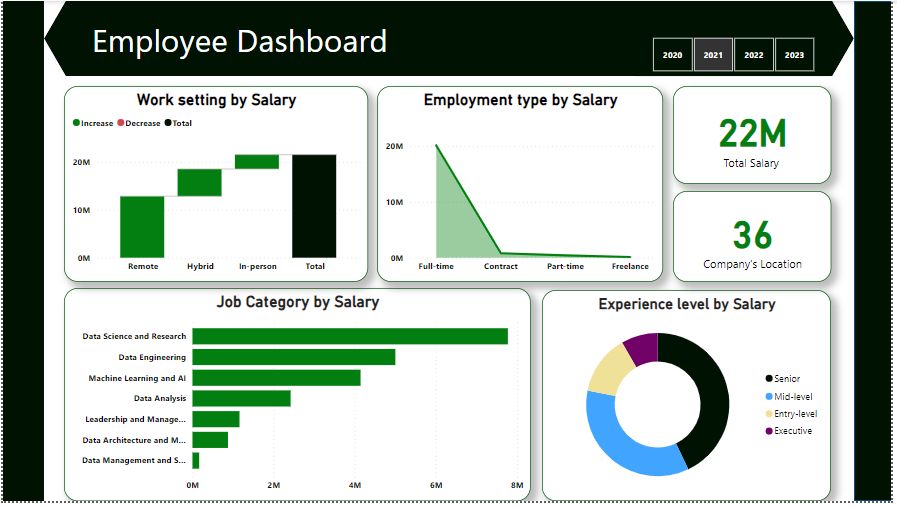 Employee Dashboard
2020 2021 2022 2023
Work setting by Salary
Increase Decrease Total
20M
10M
0M
Remote Hybrid In-person Total
Employment type by Salary
20M
10M
0M
Full-time Contract Part-time Freelance
22M
Total Salary
36
Company's Location
Job Category by Salary
Data Science and Research
Data Engineering
Machine Learning and AI
Data Analysis
Leadership and Manage...
Data Architecture and M...
Data Management and S...
0M 2M 4M 6M 8M
Experience level by Salary
Senior
Mid-level
Entry-level
Executive